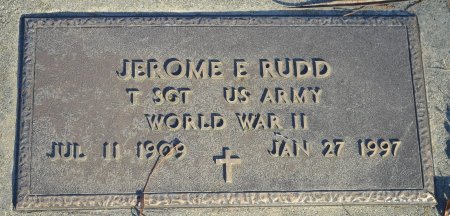 JEROME E RUDD
T SGT US ARMY
WORLD WAR II
JUL 11 1909 JAN 27 1997